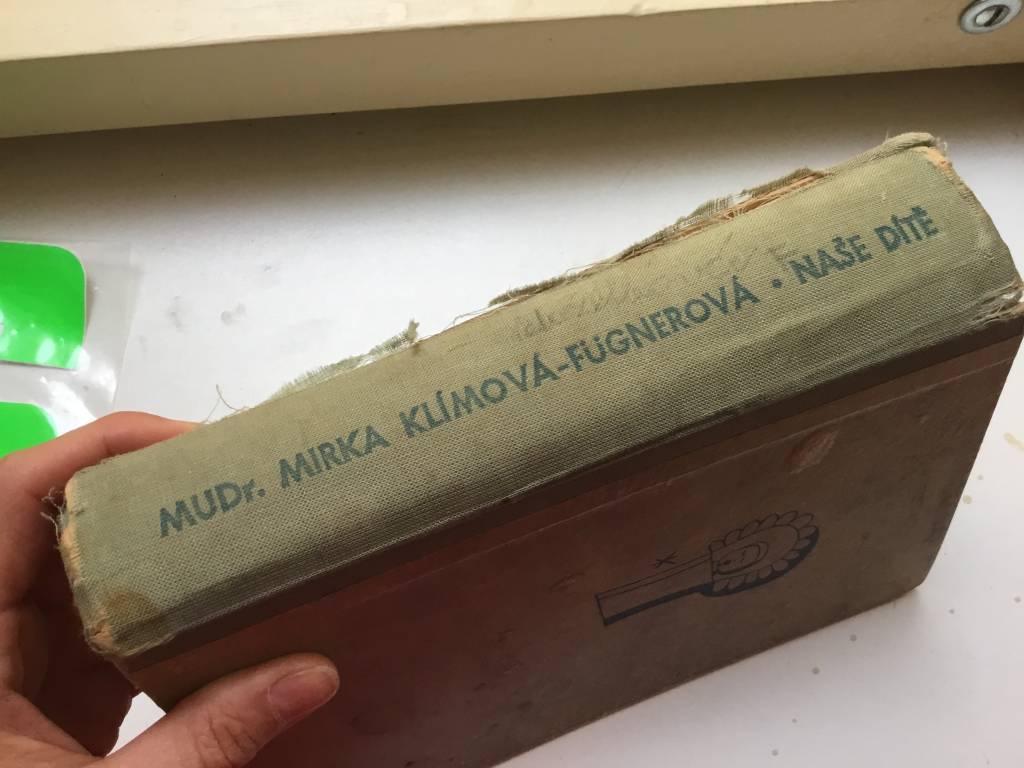 MUDr. MIRKA KLÍMOVÁ-FÜGNEROVÁ • NAŠE DÍTĚ